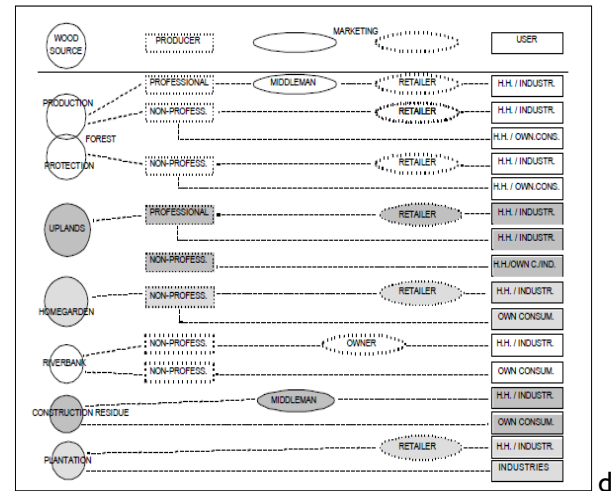 MARKETING
WOOD SOURCE PRODUCER USER
PROFESSIONAL MIDDLEMAN RETAILER H.H. / INDUSTR.
PRODUCTION
NON-PROFESS. RETAILER H.H. / INDUSTR.
FOREST H.H. / OWN.CONS.
PROTECTION NON-PROFESS. RETAILER H.H. / INDUSTR.
H.H. / OWN.CONS.
UPLANDS PROFESSIONAL RETAILER H.H. / INDUSTR.
H.H. / INDUSTR.
NON-PROFESS. H.H./OWN C./IND.
HOMEGARDEN NON-PROFESS. RETAILER H.H. / INDUSTR.
OWN CONSUM.
RIVERBANK NON-PROFESS. OWNER H.H. / INDUSTR.
NON-PROFESS. OWN CONSUM.
CONSTRUCTION RESIDUE MIDDLEMAN H.H. / INDUSTR.
OWN CONSUM.
PLANTATION RETAILER H.H. / INDUSTR.
INDUSTRIES
d